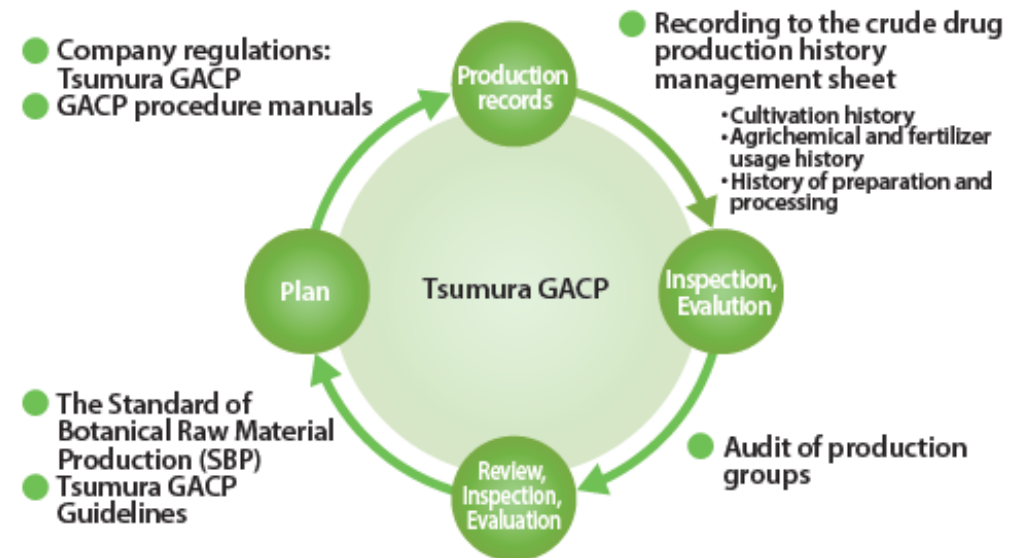 ● Company regulations:
Tsumura GACP
● GACP procedure manuals
Production
records
● Recording to the crude drug
production history
management sheet
・Cultivation history
・Agrichemical and fertilizer
usage history
・History of preparation and
processing
Plan
Tsumura GACP
Inspection,
Evalution
● The Standard of
Botanical Raw Material
Production (SBP)
● Tsumura GACP
Guidelines
Review,
Inspection,
Evaluation
● Audit of production
groups